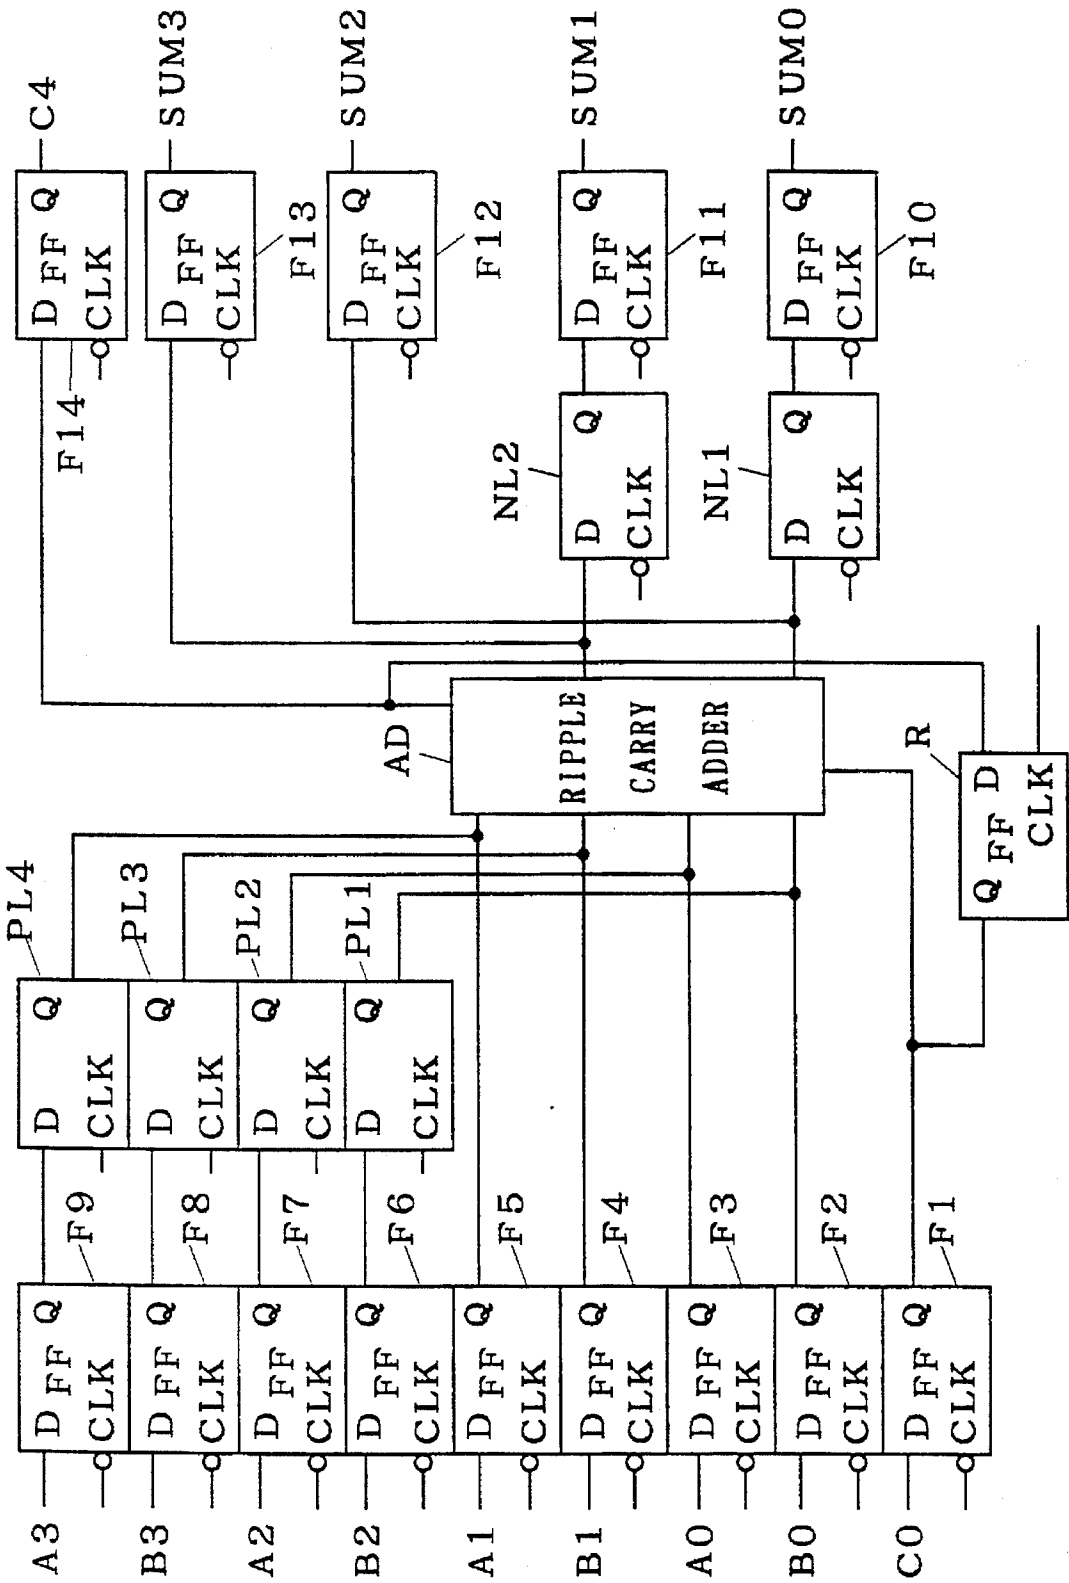 C4
SUM3
SUM2
SUM1
SUM0
D FF Q CLK
D FF Q CLK
D FF Q CLK
D FF Q CLK
D FF Q CLK
F14
F13
F12
F11
F10
D Q CLK
D Q CLK
NL2
NL1
AD
RIPPLE
CARRY
ADDER
R
Q FF D
CLK
PL4
PL3
PL2
PL1
D Q CLK
D Q CLK
D Q CLK
D Q CLK
F9
F8
F7
F6
F5
F4
F3
F2
F1
D FF Q CLK
D FF Q CLK
D FF Q CLK
D FF Q CLK
D FF Q CLK
D FF Q CLK
D FF Q CLK
D FF Q CLK
D FF Q CLK
A3
B3
A2
B2
A1
B1
A0
B0
C0